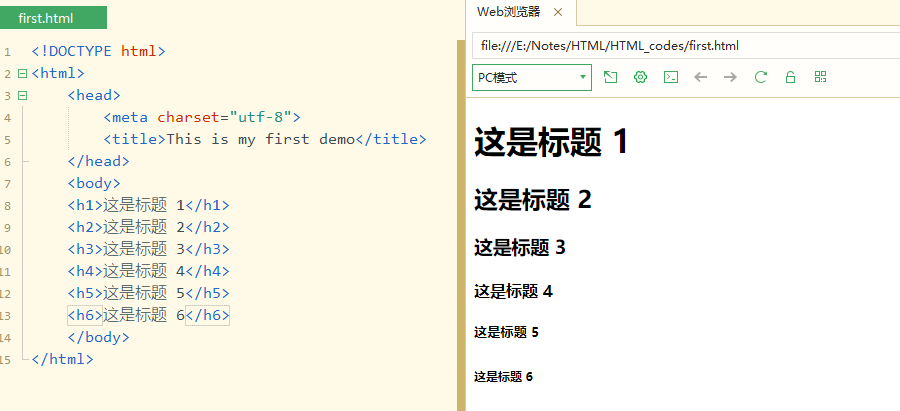 first.html
1 <!DOCTYPE html>
2 <html>
3 <head>
4 <meta charset="utf-8">
5 <title>This is my first demo</title>
6 </head>
7 <body>
8 <h1>这是标题 1</h1>
9 <h2>这是标题 2</h2>
10 <h3>这是标题 3</h3>
11 <h4>这是标题 4</h4>
12 <h5>这是标题 5</h5>
13 <h6>这是标题 6</h6>
14 </body>
15 </html>
Web浏览器
file:///E:/Notes/HTML/HTML_codes/first.html
PC模式
这是标题 1
这是标题 2
这是标题 3
这是标题 4
这是标题 5
这是标题 6